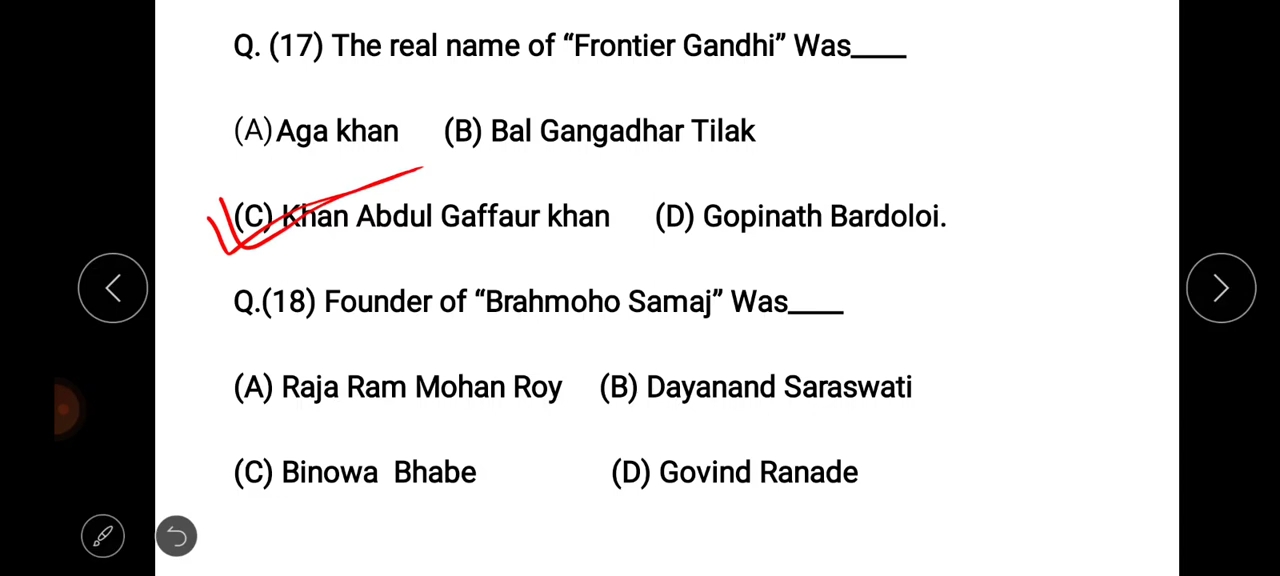 Q. (17) The real name of “Frontier Gandhi” Was____
(A) Aga khan (B) Bal Gangadhar Tilak
(C) Khan Abdul Gaffaur khan (D) Gopinath Bardoloi.
Q.(18) Founder of “Brahmoho Samaj” Was____
(A) Raja Ram Mohan Roy (B) Dayanand Saraswati
(C) Binowa Bhabe (D) Govind Ranade